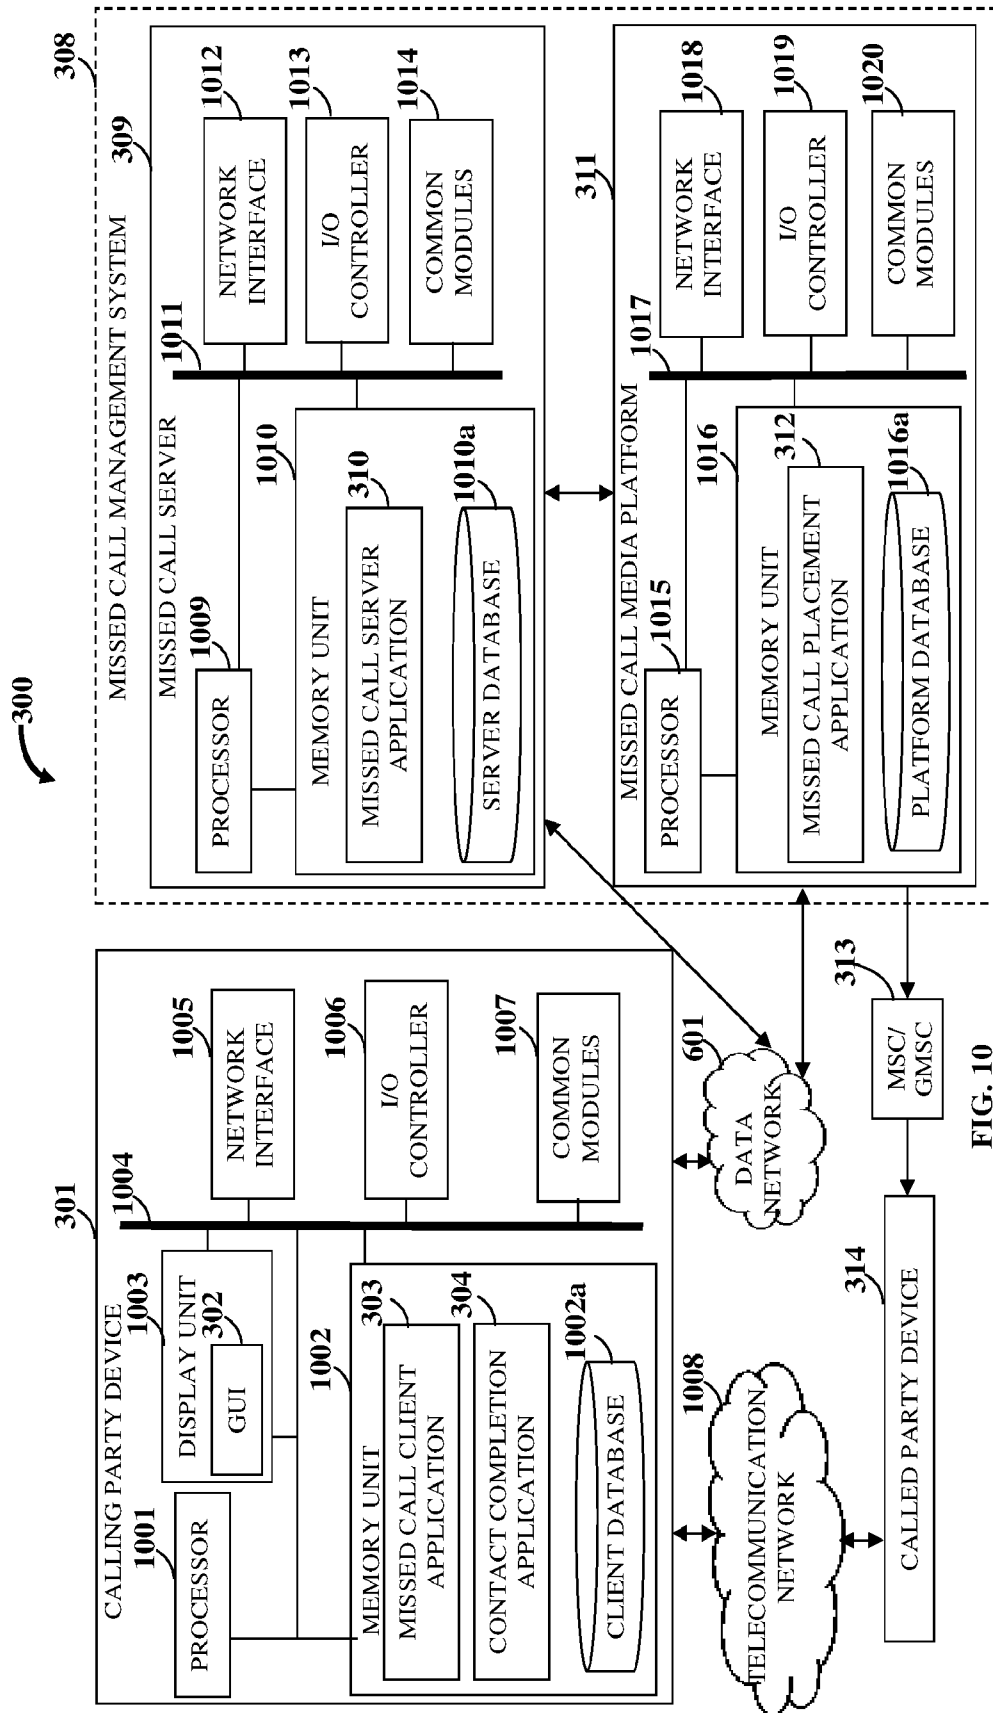 300
308
MISSED CALL MANAGEMENT SYSTEM
309
MISSED CALL SERVER
1009
PROCESSOR
1010
MEMORY UNIT
310
MISSED CALL SERVER
APPLICATION
1010a
SERVER DATABASE
1011
1012
NETWORK
INTERFACE
1013
I/O
CONTROLLER
1014
COMMON
MODULES
311
MISSED CALL MEDIA PLATFORM
1015
PROCESSOR
1016
MEMORY UNIT
312
MISSED CALL PLACEMENT
APPLICATION
1016a
PLATFORM DATABASE
1017
1018
NETWORK
INTERFACE
1019
I/O
CONTROLLER
1020
COMMON
MODULES
301
CALLING PARTY DEVICE
1001
PROCESSOR
1003
DISPLAY UNIT
302
GUI
1004
1005
NETWORK
INTERFACE
1006
I/O
CONTROLLER
1007
COMMON
MODULES
1002
MEMORY UNIT
303
MISSED CALL CLIENT
APPLICATION
304
CONTACT COMPLETION
APPLICATION
1002a
CLIENT DATABASE
601
DATA
NETWORK
1008
TELECOMMUNICATION
NETWORK
313
MSC/
GMSC
314
CALLED PARTY DEVICE
FIG. 10